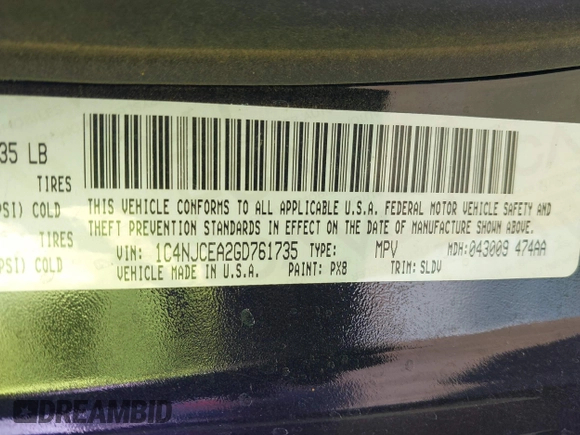 35 LB
TIRES
PSI) COLD
TIRES
PSI) COLD
THIS VEHICLE CONFORMS TO ALL APPLICABLE U.S.A. FEDERAL MOTOR VEHICLE SAFETY AND
THEFT PREVENTION STANDARDS IN EFFECT ON THE DATE OF MANUFACTURE SHOWN ABOVE.
VIN: 1C4NJCEA2GD761735 TYPE: MPV MDH: 043009 474AA
VEHICLE MADE IN U.S.A. PAINT: PX8 TRIM: SLDV
DREAMBID